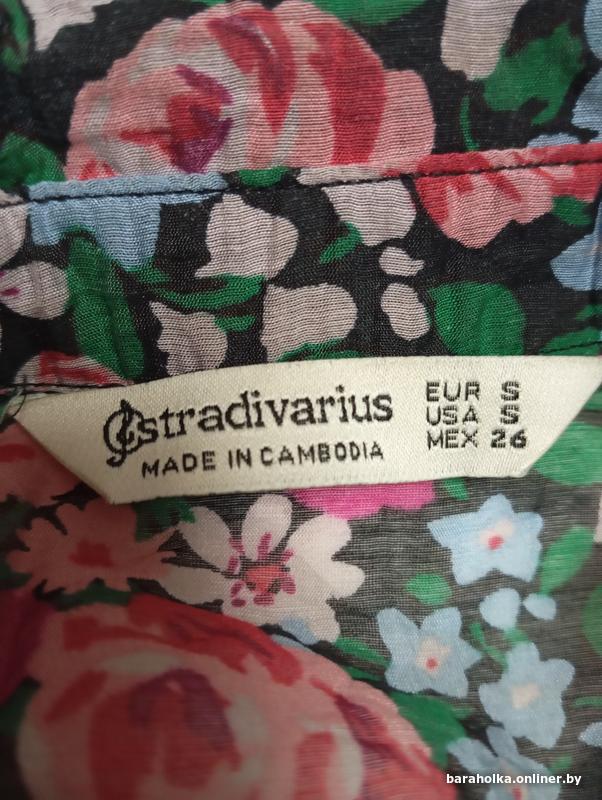 stradivarius
MADE IN CAMBODIA
EUR S
USA S
MEX 26
baraholka.onliner.by